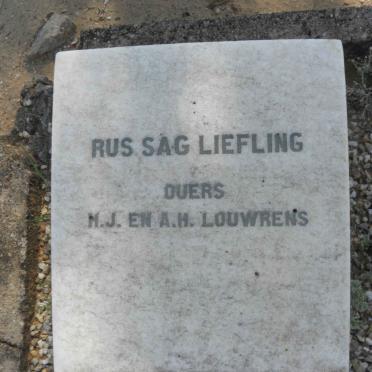 RUS SAG LIEFLING
OUERS
H.J. EN A.H. LOUWRENS